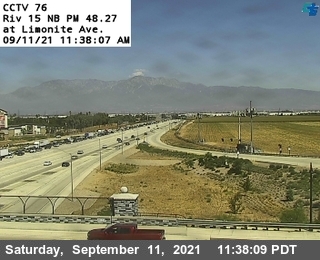 CCTV 76
Riv 15 NB PM 48.27
at Limonite Ave.
09/11/21 11:38:07 AM
Saturday, September 11, 2021 11:38:09 PDT